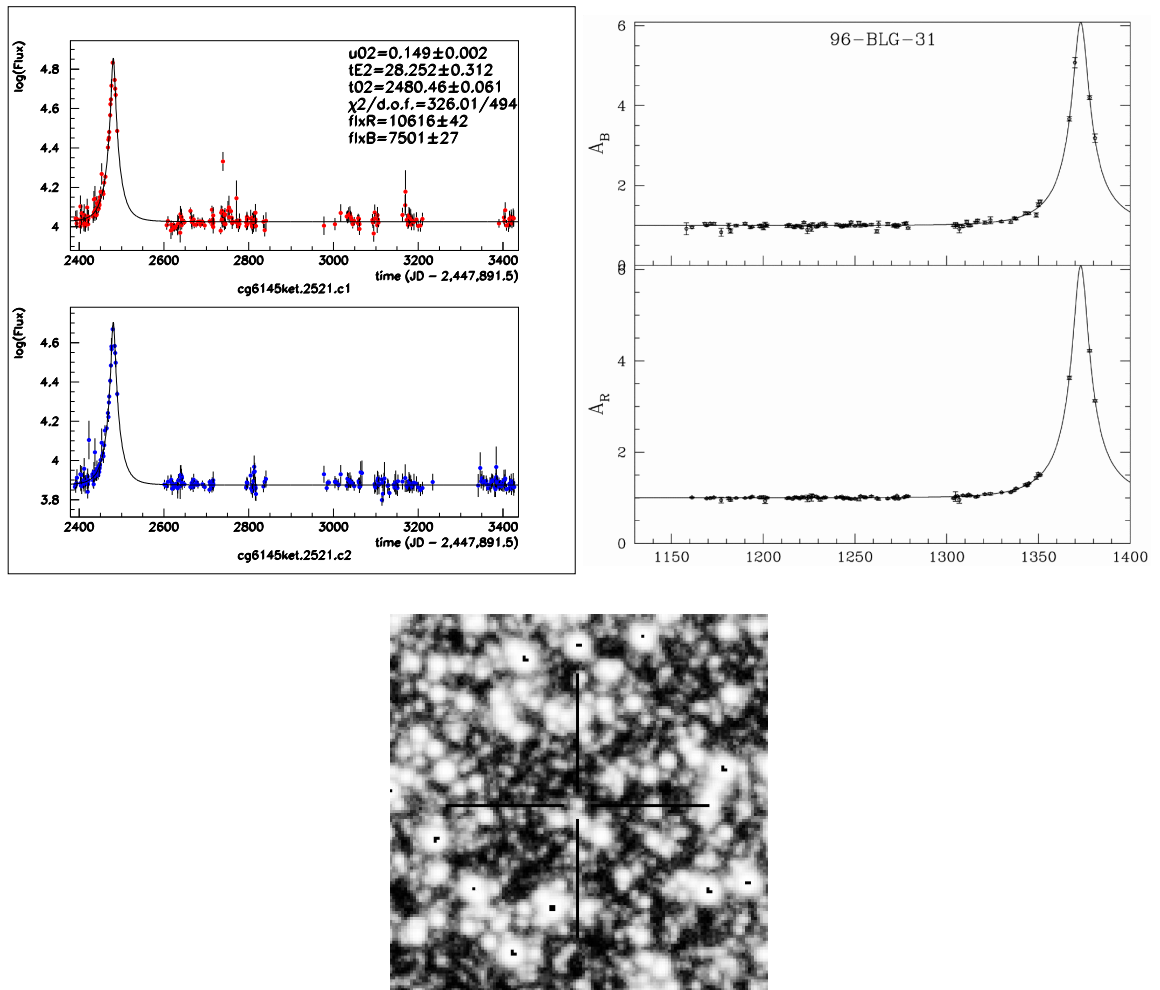 log(Flux)
u02=0.149±0.002
tE2=28.252±0.312
t02=2480.46±0.061
χ2/d.o.f.=326.01/494
flxR=10616±42
flxB=7501±27
4.8
4.6
4.4
4.2
4
2400 2600 2800 3000 3200 3400
time (JD - 2,447,891.5)
cg6145ket.2521.c1
log(Flux)
4.6
4.4
4.2
4
3.8
2400 2600 2800 3000 3200 3400
time (JD - 2,447,891.5)
cg6145ket.2521.c2
96-BLG-31
A_B
6
4
2
0
A_R
6
4
2
0
1150 1200 1250 1300 1350 1400